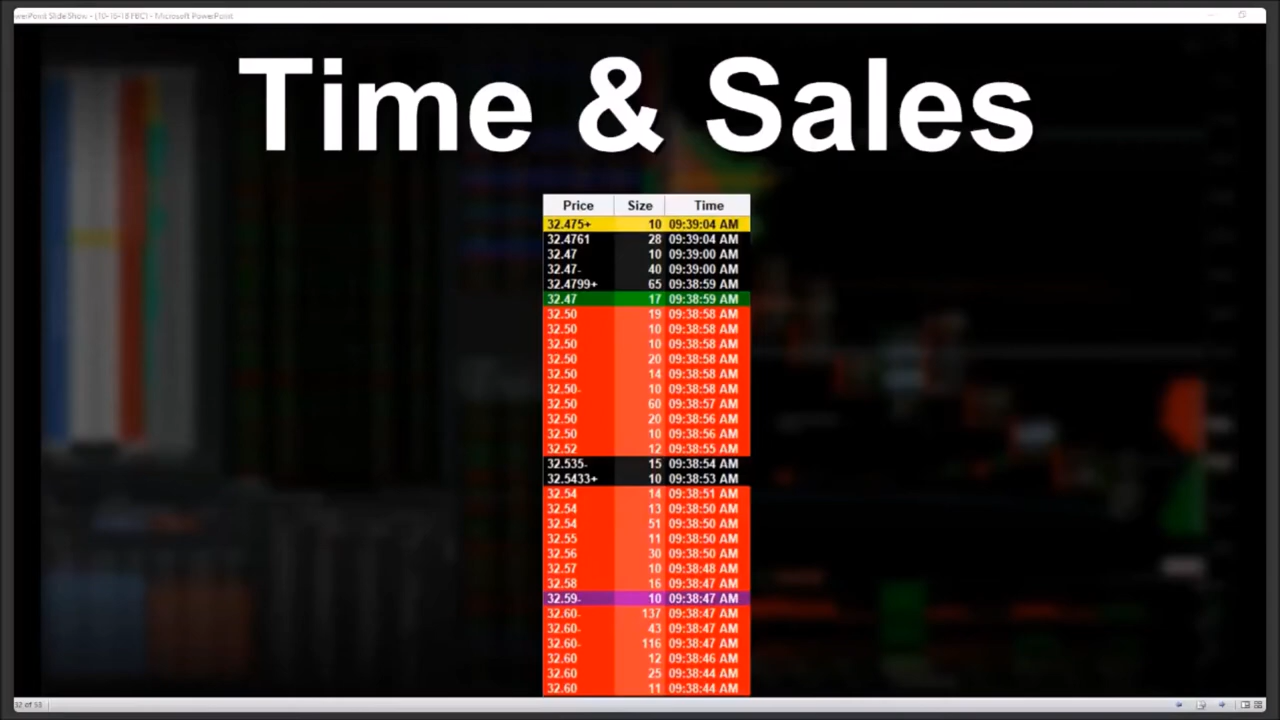 PowerPoint Slide Show - [10-16-18 FBC] - Microsoft PowerPoint
Time & Sales
Price Size Time
32.475+ 10 09:39:04 AM
32.4761 28 09:39:04 AM
32.47 10 09:39:00 AM
32.47- 40 09:39:00 AM
32.4799+ 65 09:38:59 AM
32.47 17 09:38:59 AM
32.50 19 09:38:58 AM
32.50 10 09:38:58 AM
32.50 10 09:38:58 AM
32.50 20 09:38:58 AM
32.50 14 09:38:58 AM
32.50- 10 09:38:58 AM
32.50 60 09:38:57 AM
32.50 20 09:38:56 AM
32.50 10 09:38:56 AM
32.52 12 09:38:55 AM
32.535- 15 09:38:54 AM
32.5433+ 10 09:38:53 AM
32.54 14 09:38:51 AM
32.54 13 09:38:50 AM
32.54 51 09:38:50 AM
32.55 11 09:38:50 AM
32.56 30 09:38:50 AM
32.57 10 09:38:48 AM
32.58 16 09:38:47 AM
32.59- 10 09:38:47 AM
32.60- 137 09:38:47 AM
32.60- 43 09:38:47 AM
32.60- 116 09:38:47 AM
32.60 12 09:38:46 AM
32.60 25 09:38:44 AM
32.60 11 09:38:44 AM
32 of 53